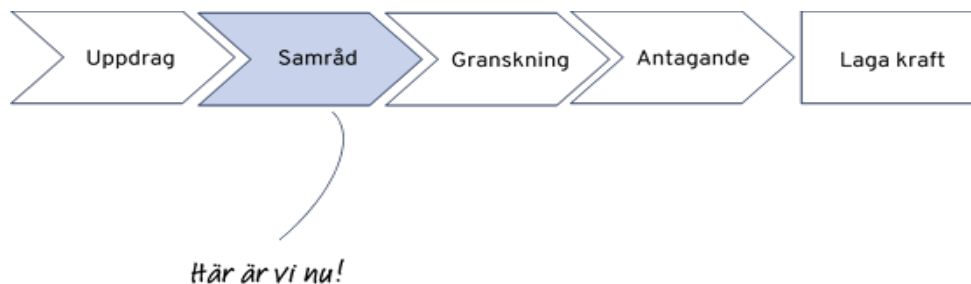 Uppdrag
Samråd
Granskning
Antagande
Laga kraft
Här är vi nu!